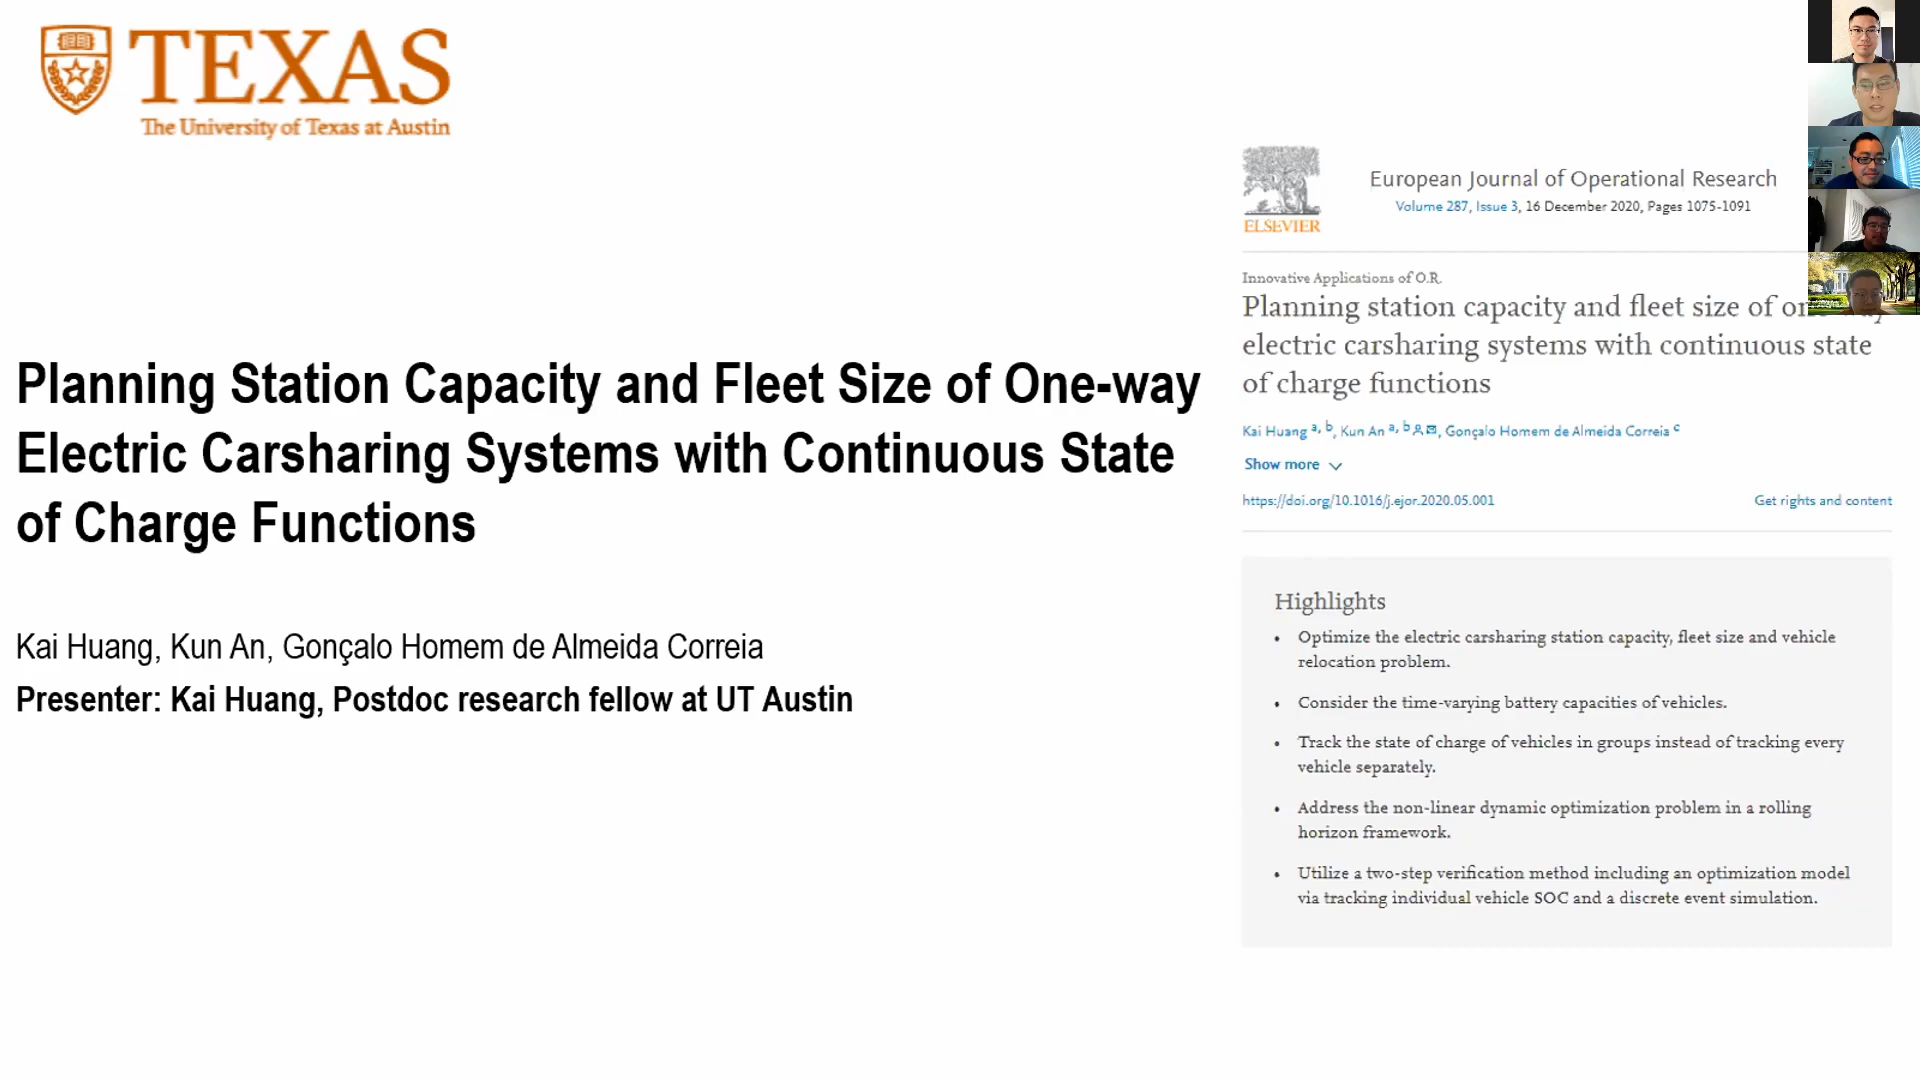 TEXAS
The University of Texas at Austin
Planning Station Capacity and Fleet Size of One-way
Electric Carsharing Systems with Continuous State
of Charge Functions
Kai Huang, Kun An, Gonçalo Homem de Almeida Correia
Presenter: Kai Huang, Postdoc research fellow at UT Austin
ELSEVIER
European Journal of Operational Research
Volume 287, Issue 3, 16 December 2020, Pages 1075-1091
Innovative Applications of O.R.
Planning station capacity and fleet size of
electric carsharing systems with continuous state
of charge functions
Kai Huang a, b, Kun An a, b, Gonçalo Homem de Almeida Correia c
Show more
https://doi.org/10.1016/j.ejor.2020.05.001
Get rights and content
Highlights
• Optimize the electric carsharing station capacity, fleet size and vehicle
relocation problem.
• Consider the time-varying battery capacities of vehicles.
• Track the state of charge of vehicles in groups instead of tracking every
vehicle separately.
• Address the non-linear dynamic optimization problem in a rolling
horizon framework.
• Utilize a two-step verification method including an optimization model
via tracking individual vehicle SOC and a discrete event simulation.